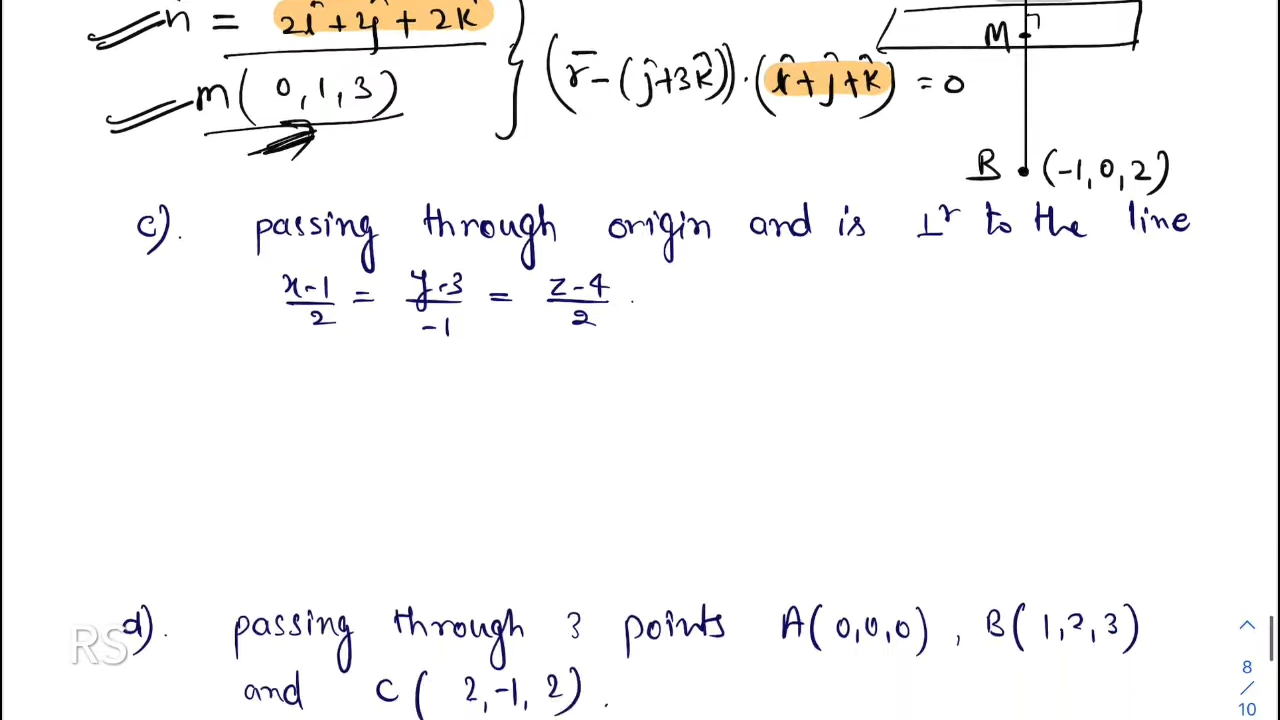 n̂ = 2î + 2ĵ + 2k̂
m( 0, 1, 3) } (r̄ - (ĵ+3k̂)) · (î+ĵ+k̂) = 0
M
B (-1, 0, 2)
c). passing through origin and is ⊥r to the line
x-1/2 = y-3/-1 = z-4/2 .
d). passing through 3 points A( 0,0,0) , B( 1,2,3)
and C( 2,-1, 2) .
RS
8
/
10